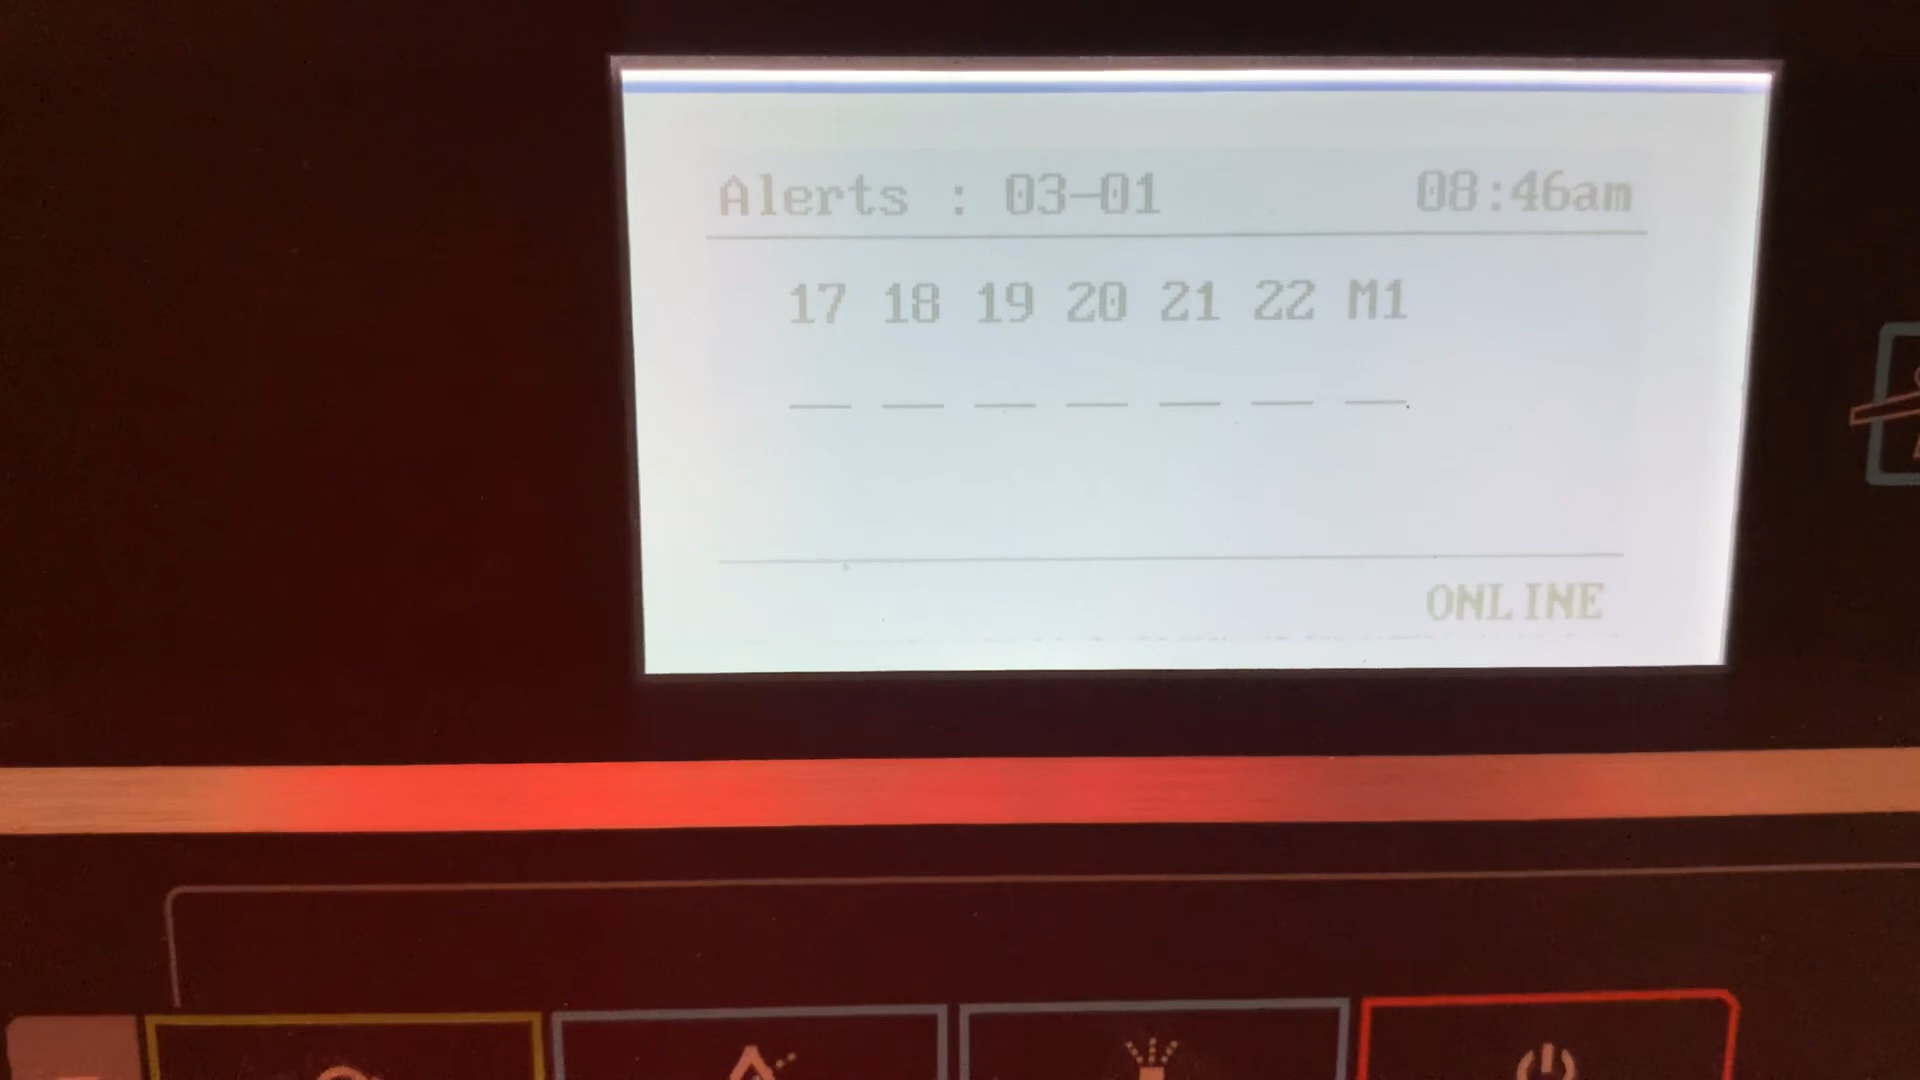 Alerts : 03-01 08:46am
17 18 19 20 21 22 M1
— — — — — — —
ONLINE